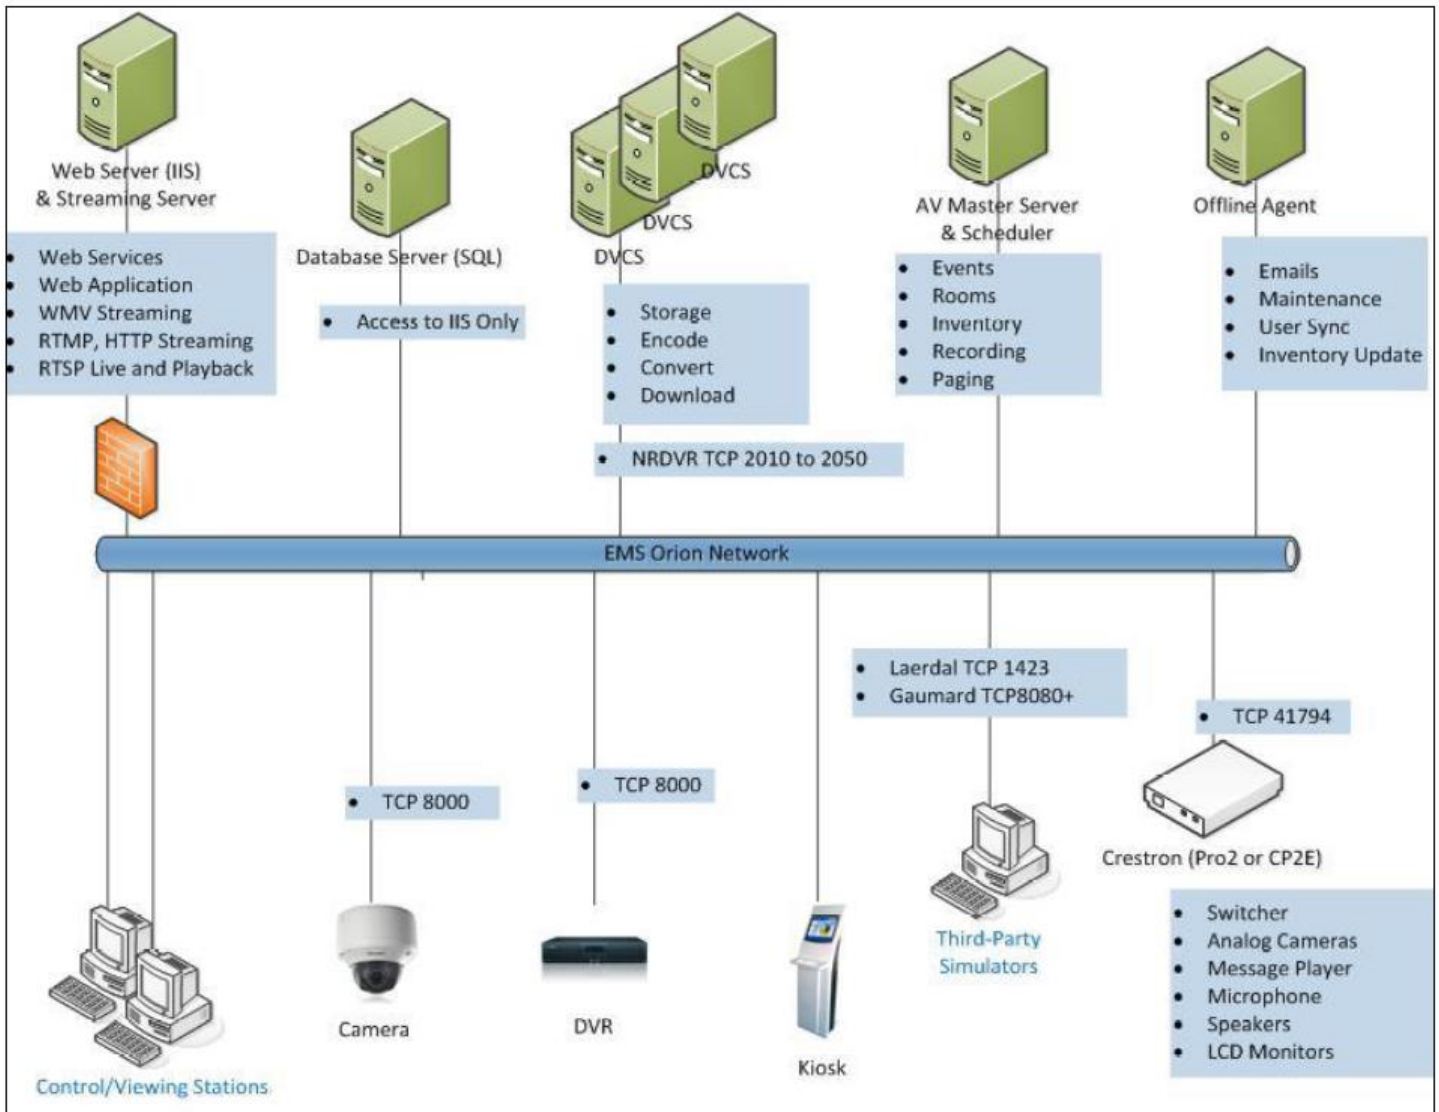 Web Server (IIS)
& Streaming Server
• Web Services
• Web Application
• WMV Streaming
• RTMP, HTTP Streaming
• RTSP Live and Playback
Database Server (SQL)
• Access to IIS Only
DVCS
DVCS
DVCS
• Storage
• Encode
• Convert
• Download
• NRDVR TCP 2010 to 2050
AV Master Server
& Scheduler
• Events
• Rooms
• Inventory
• Recording
• Paging
Offline Agent
• Emails
• Maintenance
• User Sync
• Inventory Update
EMS Orion Network
Control/Viewing Stations
• TCP 8000
Camera
• TCP 8000
DVR
Kiosk
• Laerdal TCP 1423
• Gaumard TCP8080+
Third-Party
Simulators
• TCP 41794
Crestron (Pro2 or CP2E)
• Switcher
• Analog Cameras
• Message Player
• Microphone
• Speakers
• LCD Monitors